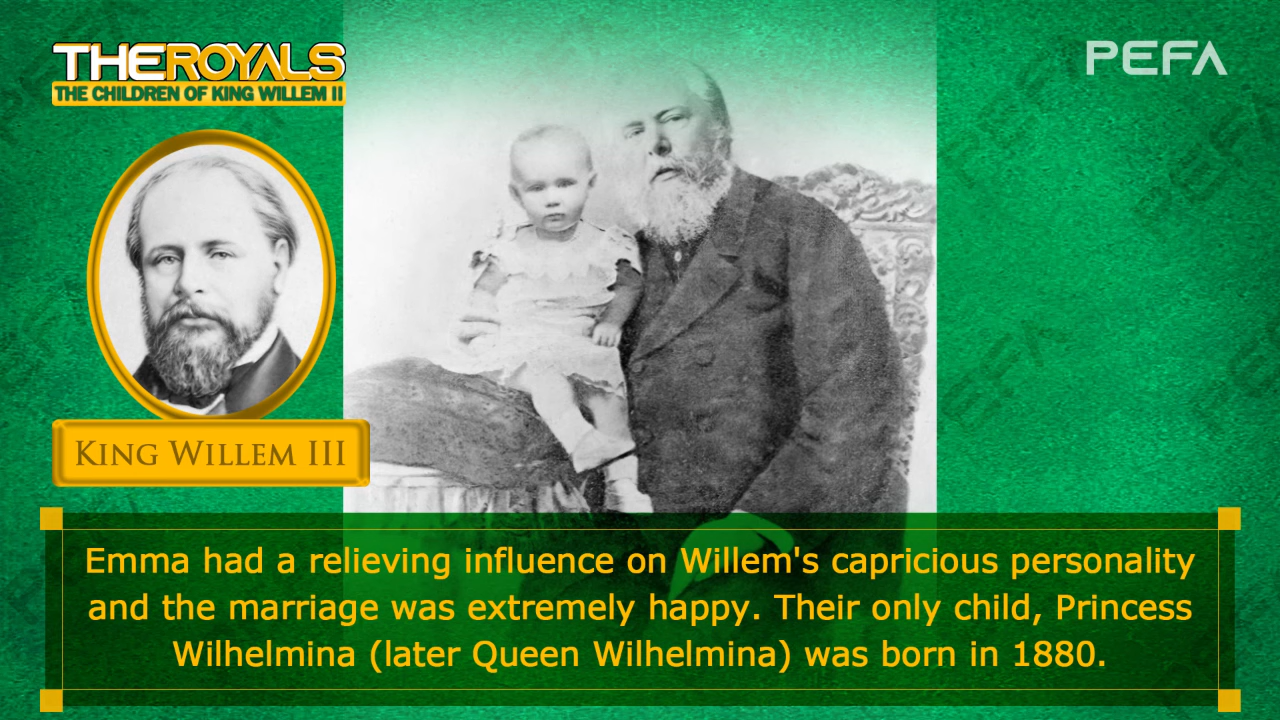 THEROYALS
THE CHILDREN OF KING WILLEM II
PEFA
KING WILLEM III
Emma had a relieving influence on Willem's capricious personality
and the marriage was extremely happy. Their only child, Princess
Wilhelmina (later Queen Wilhelmina) was born in 1880.